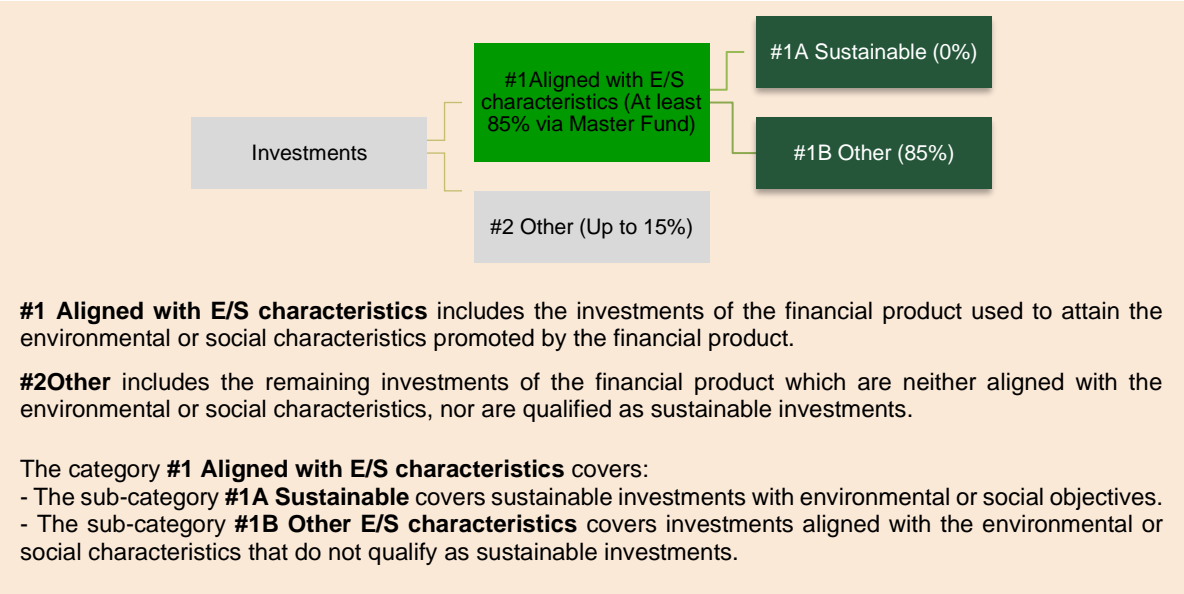 #1A Sustainable (0%)
#1Aligned with E/S
characteristics (At least
85% via Master Fund)
Investments
#1B Other (85%)
#2 Other (Up to 15%)
#1 Aligned with E/S characteristics includes the investments of the financial product used to attain the
environmental or social characteristics promoted by the financial product.
#2Other includes the remaining investments of the financial product which are neither aligned with the
environmental or social characteristics, nor are qualified as sustainable investments.
The category #1 Aligned with E/S characteristics covers:
- The sub-category #1A Sustainable covers sustainable investments with environmental or social objectives.
- The sub-category #1B Other E/S characteristics covers investments aligned with the environmental or
social characteristics that do not qualify as sustainable investments.